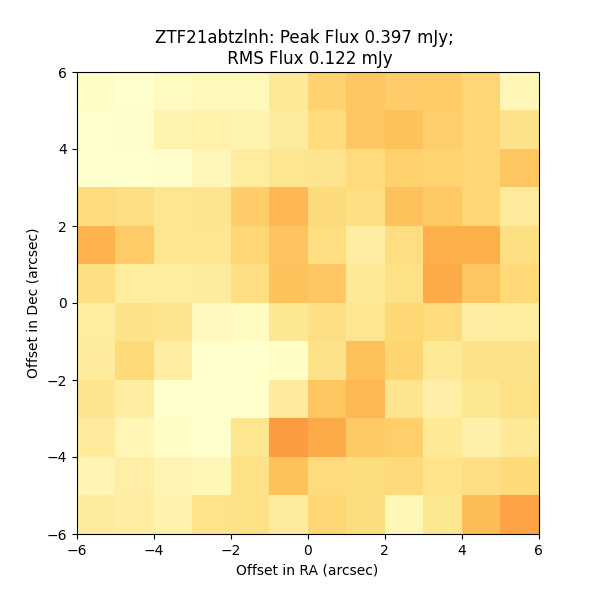 ZTF21abtzlnh: Peak Flux 0.397 mJy;
RMS Flux 0.122 mJy
6
4
2
0
−2
−4
−6
Offset in Dec (arcsec)
−6 −4 −2 0 2 4 6
Offset in RA (arcsec)